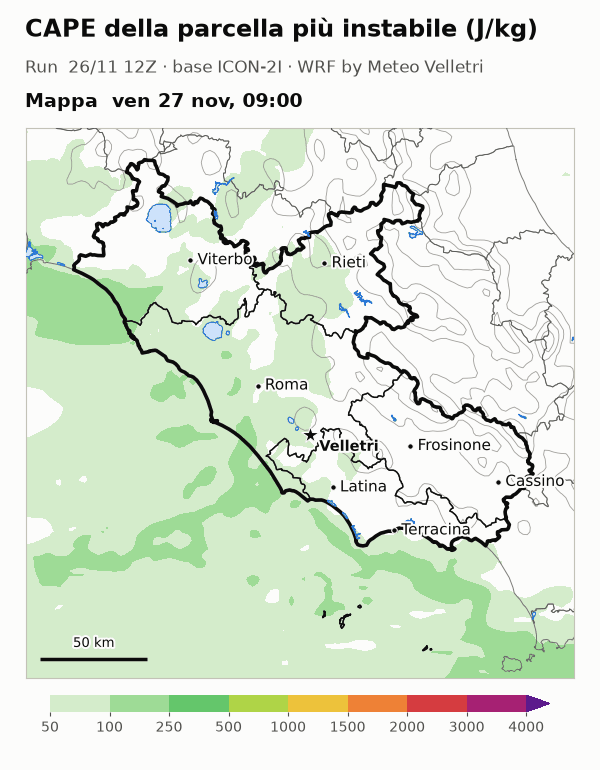 CAPE della parcella più instabile (J/kg)
Run  26/11 12Z · base ICON-2I · WRF by Meteo Velletri
Mappa  ven 27 nov, 09:00
Viterbo
Rieti
Roma
Velletri
Frosinone
Cassino
Latina
Terracina
50 km
50 100 250 500 1000 1500 2000 3000 4000